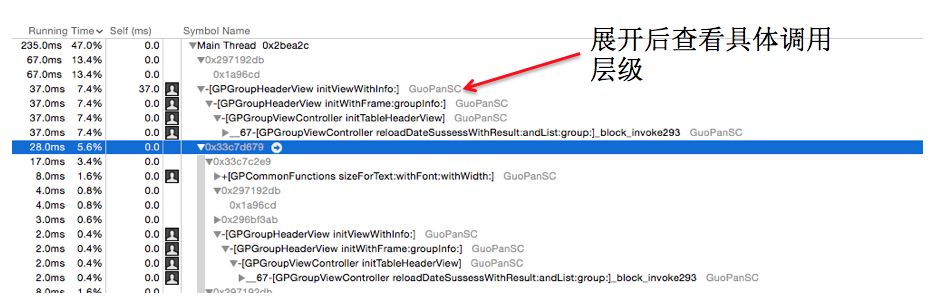 Running Time Self (ms) Symbol Name
235.0ms 47.0% 0.0 Main Thread 0x2bea2c
67.0ms 13.4% 0.0 0x297192db
67.0ms 13.4% 0.0 0x1a96cd
37.0ms 7.4% 37.0 -[GPGroupHeaderView initViewWithInfo:] GuoPanSC
37.0ms 7.4% 0.0 -[GPGroupHeaderView initWithFrame:groupInfo:] GuoPanSC
37.0ms 7.4% 0.0 -[GPGroupViewController initTableHeaderView] GuoPanSC
37.0ms 7.4% 0.0 __67-[GPGroupViewController reloadDateSussessWithResult:andList:group:]_block_invoke293 GuoPanSC
28.0ms 5.6% 0.0 0x33c7d679
17.0ms 3.4% 0.0 0x33c7c2e9
8.0ms 1.6% 0.0 +[GPCommonFunctions sizeForText:withFont:withWidth:] GuoPanSC
4.0ms 0.8% 0.0 0x297192db
4.0ms 0.8% 0.0 0x1a96cd
3.0ms 0.6% 0.0 0x296bf3ab
2.0ms 0.4% 0.0 -[GPGroupHeaderView initViewWithInfo:] GuoPanSC
2.0ms 0.4% 0.0 -[GPGroupHeaderView initWithFrame:groupInfo:] GuoPanSC
2.0ms 0.4% 0.0 -[GPGroupViewController initTableHeaderView] GuoPanSC
2.0ms 0.4% 0.0 __67-[GPGroupViewController reloadDateSussessWithResult:andList:group:]_block_invoke293 GuoPanSC
8.0ms 1.6% 0.0 0x297192db
展开后查看具体调用
层级